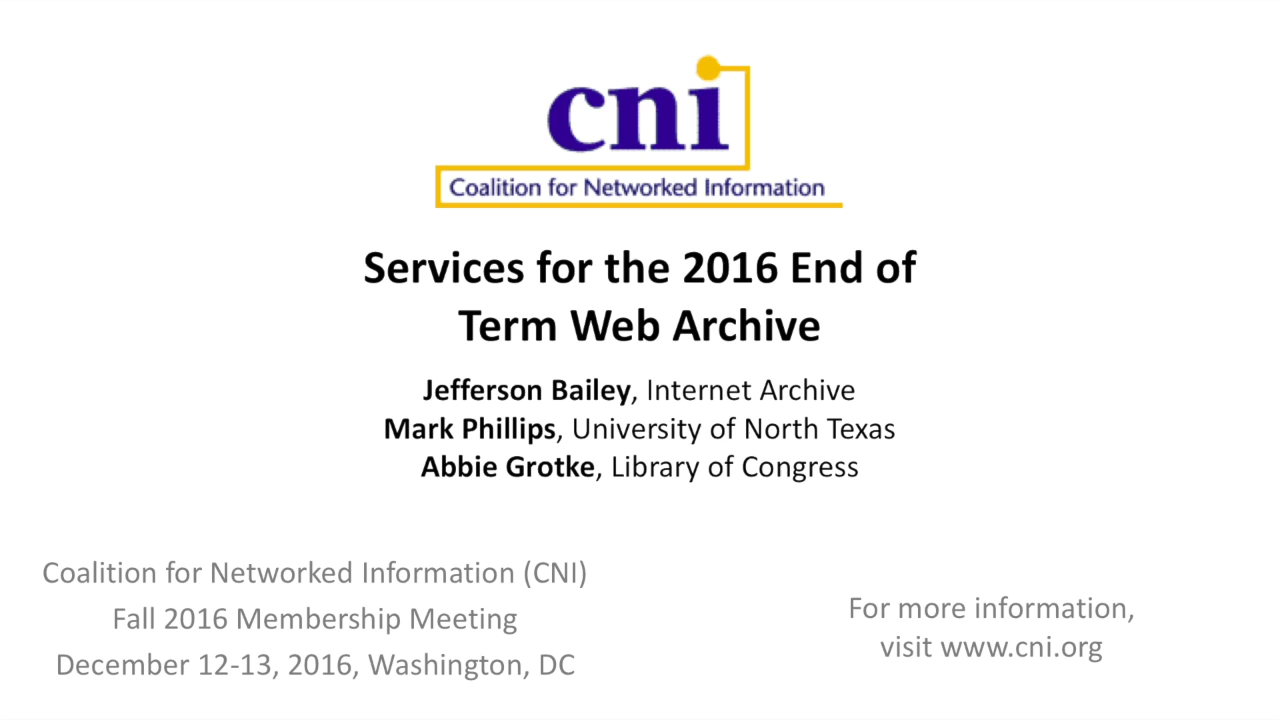 cni
Coalition for Networked Information
Services for the 2016 End of
Term Web Archive
Jefferson Bailey, Internet Archive
Mark Phillips, University of North Texas
Abbie Grotke, Library of Congress
Coalition for Networked Information (CNI)
Fall 2016 Membership Meeting
December 12-13, 2016, Washington, DC
For more information,
visit www.cni.org